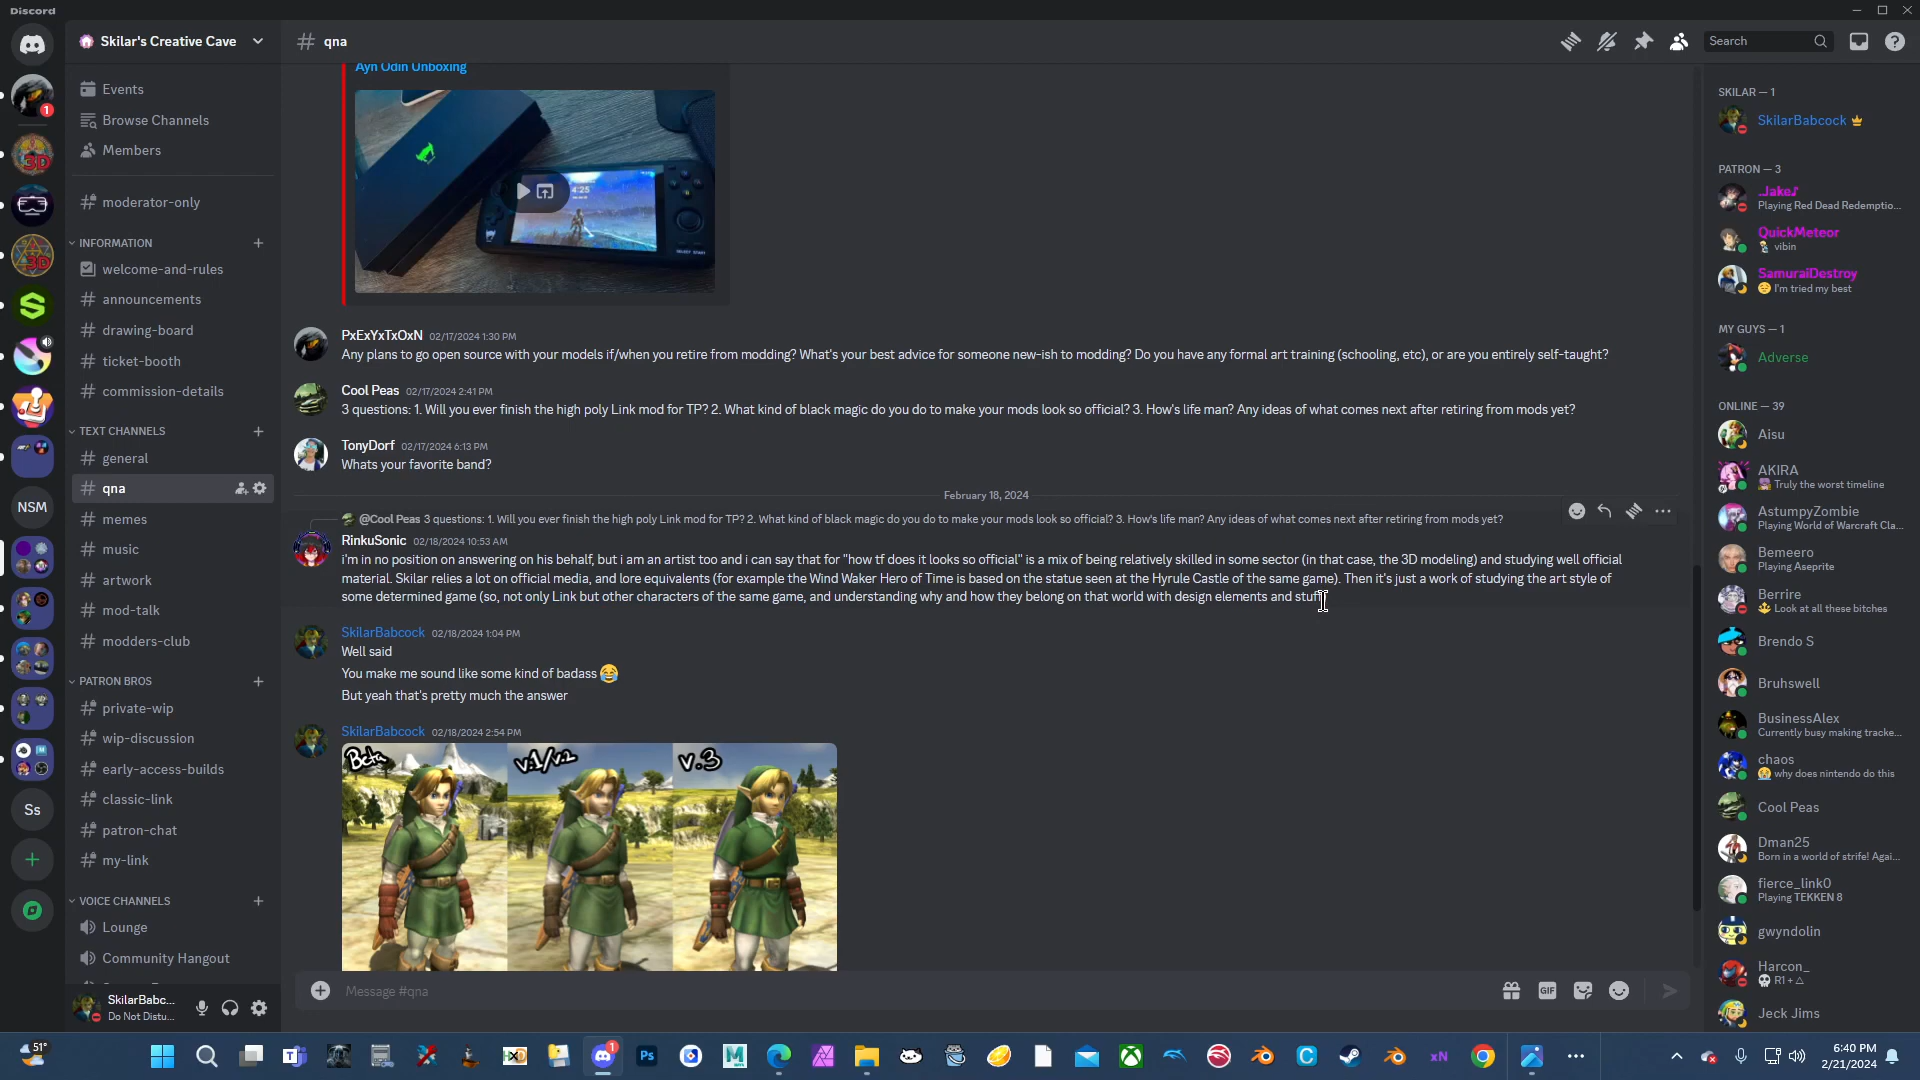 Discord
Skilar's Creative Cave
# qna
Search
Events
Browse Channels
Members
moderator-only
INFORMATION
welcome-and-rules
announcements
drawing-board
ticket-booth
commission-details
TEXT CHANNELS
general
qna
memes
music
artwork
mod-talk
modders-club
PATRON BROS
private-wip
wip-discussion
early-access-builds
classic-link
patron-chat
my-link
VOICE CHANNELS
Lounge
Community Hangout
SkilarBabc...
Do Not Distu...
1
3D
3D
NSM
Ss
Ayn Odin Unboxing
4:25
PxExYxTxOxN 02/17/2024 1:30 PM
Any plans to go open source with your models if/when you retire from modding? What's your best advice for someone new-ish to modding? Do you have any formal art training (schooling, etc), or are you entirely self-taught?
Cool Peas 02/17/2024 2:41 PM
3 questions: 1. Will you ever finish the high poly Link mod for TP? 2. What kind of black magic do you do to make your mods look so official? 3. How's life man? Any ideas of what comes next after retiring from mods yet?
TonyDorf 02/17/2024 6:13 PM
Whats your favorite band?
February 18, 2024
@Cool Peas 3 questions: 1. Will you ever finish the high poly Link mod for TP? 2. What kind of black magic do you do to make your mods look so official? 3. How's life man? Any ideas of what comes next after retiring from mods yet?
RinkuSonic 02/18/2024 10:53 AM
i'm in no position on answering on his behalf, but i am an artist too and i can say that for "how tf does it looks so official" is a mix of being relatively skilled in some sector (in that case, the 3D modeling) and studying well official
material. Skilar relies a lot on official media, and lore equivalents (for example the Wind Waker Hero of Time is based on the statue seen at the Hyrule Castle of the same game). Then it's just a work of studying the art style of
some determined game (so, not only Link but other characters of the same game, and understanding why and how they belong on that world with design elements and stuff
SkilarBabcock 02/18/2024 1:04 PM
Well said
You make me sound like some kind of badass 😂
But yeah that's pretty much the answer
SkilarBabcock 02/18/2024 2:54 PM
Beta v.1/v.2 v.3
Message #qna
GIF
SKILAR — 1
SkilarBabcock
PATRON — 3
.Jake♪
Playing Red Dead Redemptio...
QuickMeteor
vibin
SamuraiDestroy
I'm tried my best
MY GUYS — 1
Adverse
ONLINE — 39
Aisu
AKIRA
Truly the worst timeline
AstumpyZombie
Playing World of Warcraft Cla...
Bemeero
Playing Aseprite
Berrire
Look at all these bitches
Brendo S
Bruhswell
BusinessAlex
Currently busy making tracke...
chaos
why does nintendo do this
Cool Peas
Dman25
Born in a world of strife! Agai...
fierce_link0
Playing TEKKEN 8
gwyndolin
Harcon_
R1+△
Jeck Jims
51°
HXD
1
Ps
M
C
xN
6:40 PM
2/21/2024